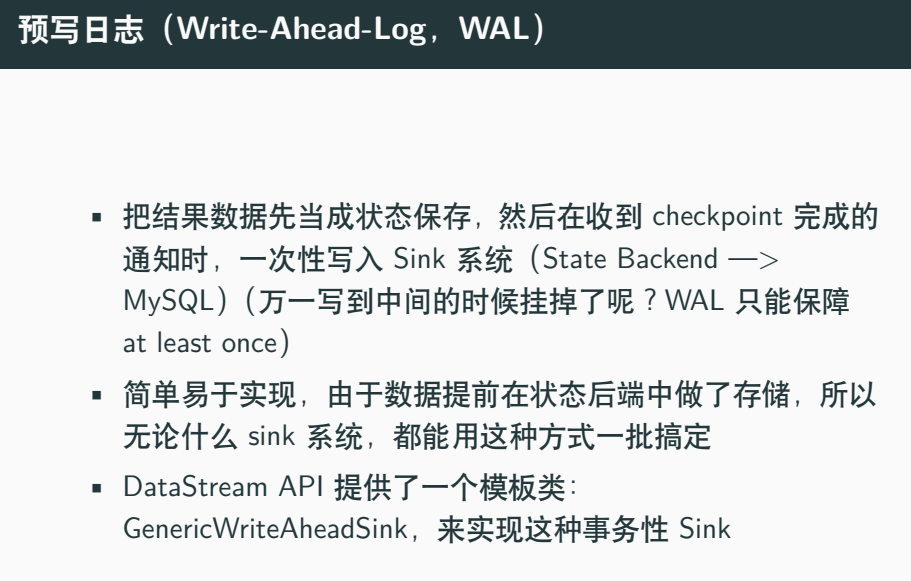 预写日志（Write-Ahead-Log，WAL）
▪ 把结果数据先当成状态保存，然后在收到 checkpoint 完成的
通知时，一次性写入 Sink 系统（State Backend —>
MySQL）（万一写到中间的时候挂掉了呢？WAL 只能保障
at least once）
▪ 简单易于实现，由于数据提前在状态后端中做了存储，所以
无论什么 sink 系统，都能用这种方式一批搞定
▪ DataStream API 提供了一个模板类：
GenericWriteAheadSink，来实现这种事务性 Sink